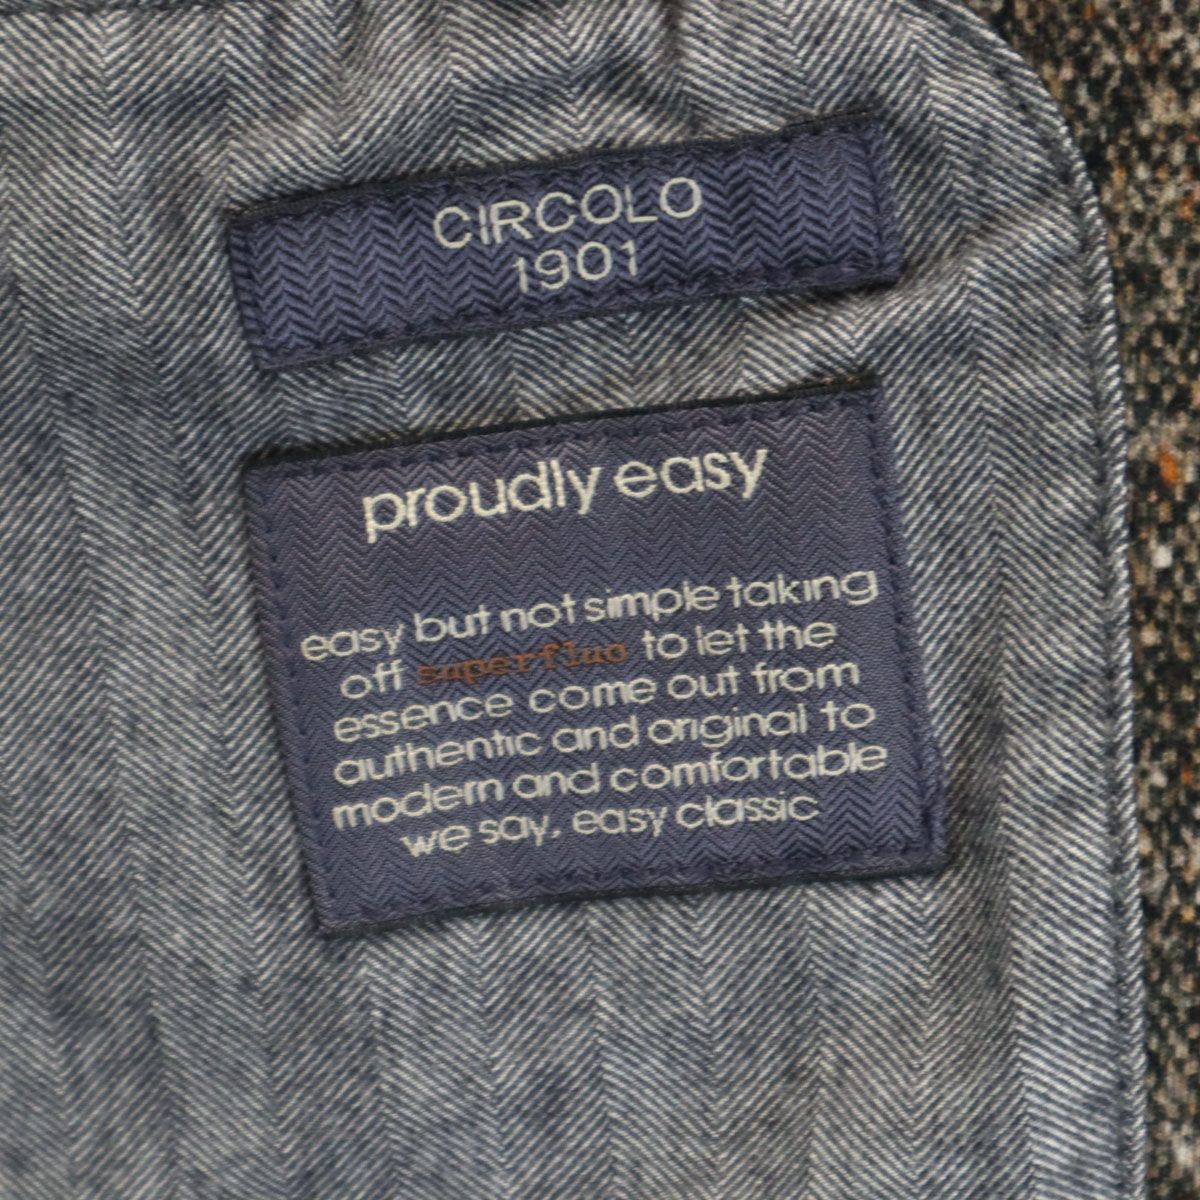 CIRCOLO
1901
proudly easy
easy but not simple taking
off superfluo to let the
essence come out from
authentic and original to
modern and comfortable
we say, easy classic